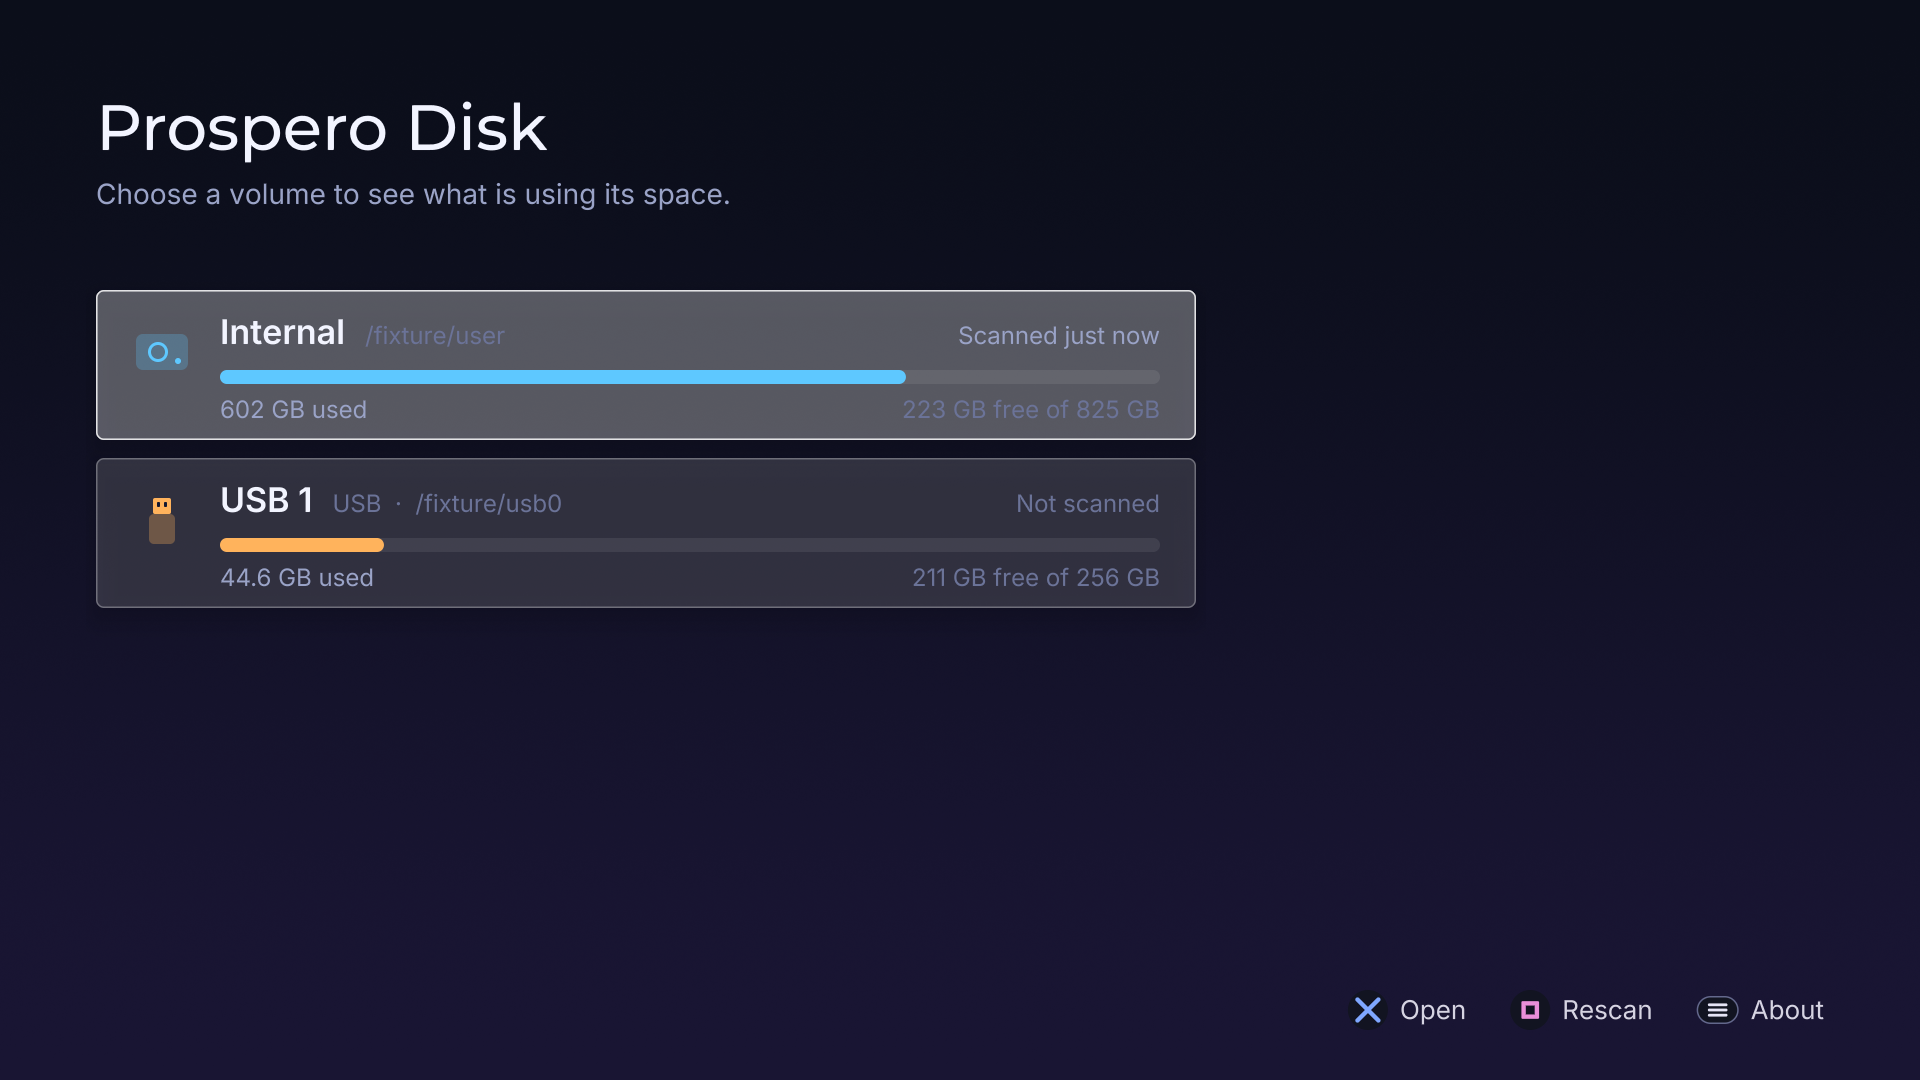 Prospero Disk
Choose a volume to see what is using its space.
Internal /fixture/user Scanned just now
602 GB used 223 GB free of 825 GB
USB 1 USB · /fixture/usb0 Not scanned
44.6 GB used 211 GB free of 256 GB
Open Rescan About